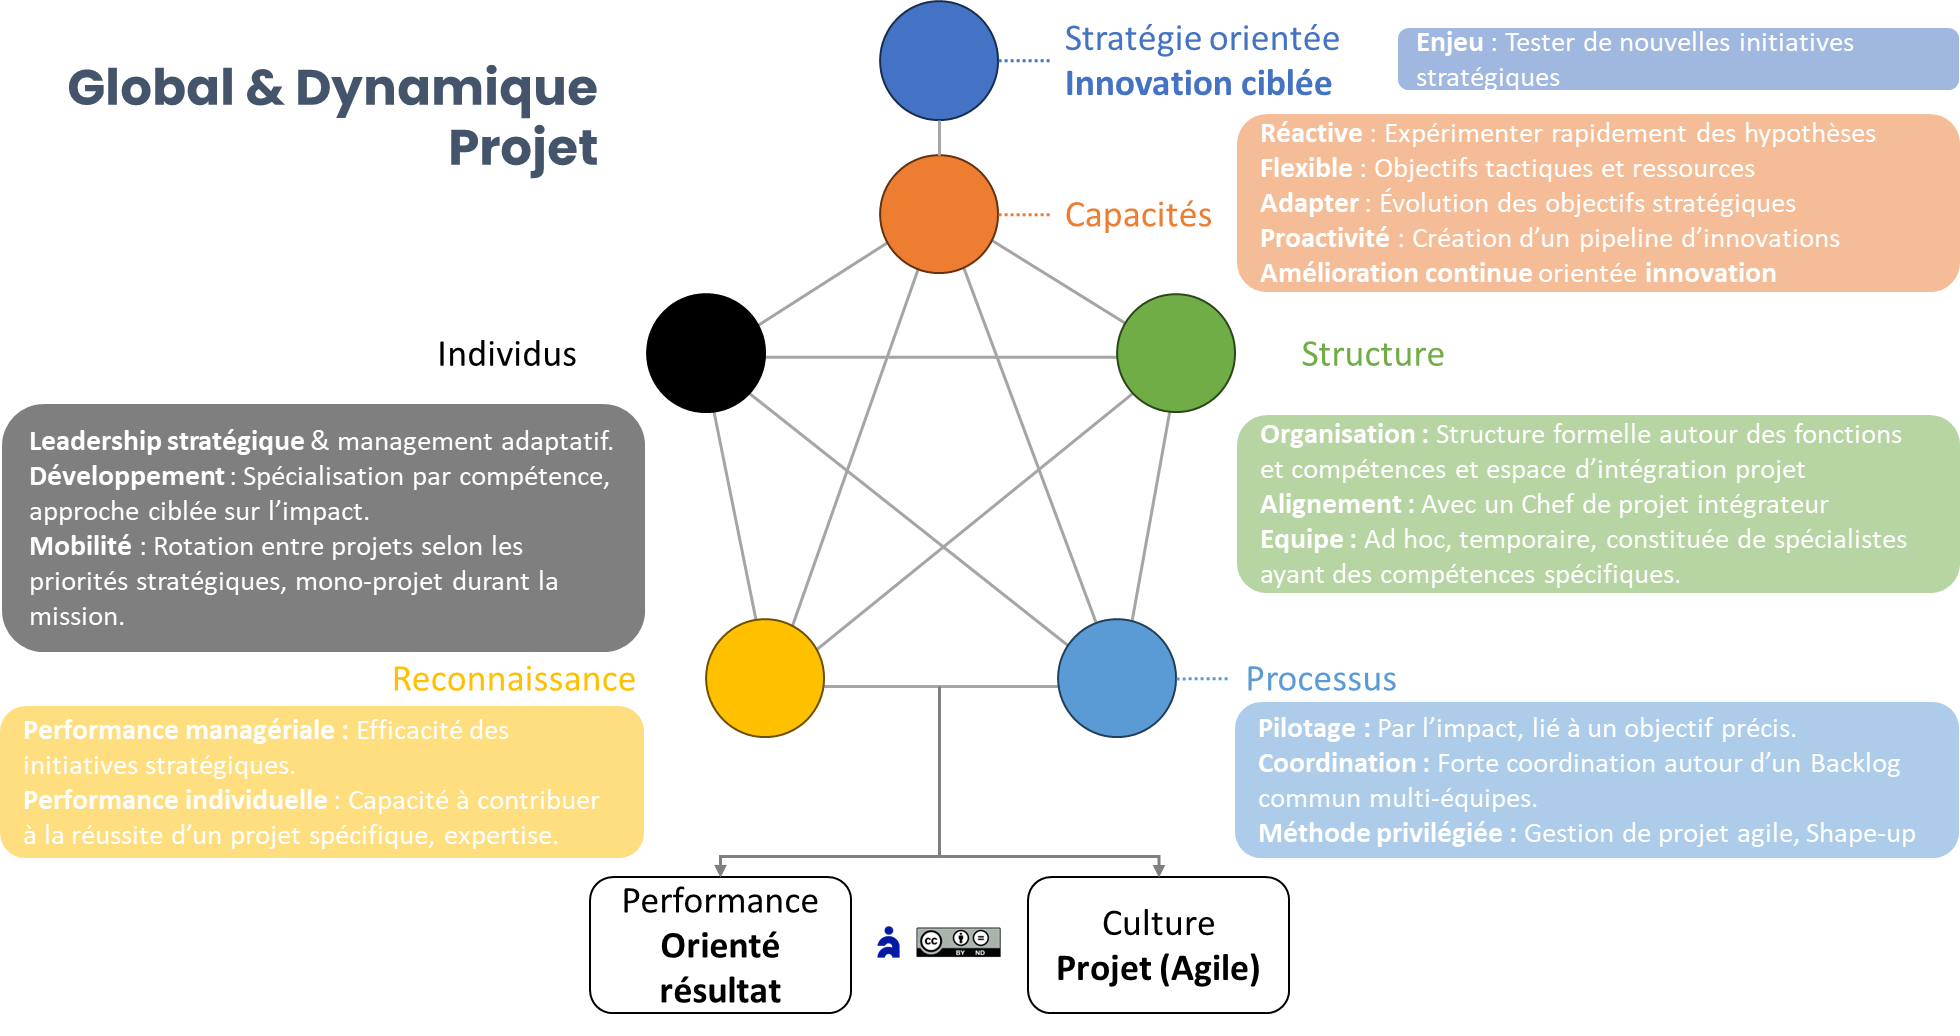 Global & Dynamique
Projet
Stratégie orientée
Innovation ciblée
Enjeu : Tester de nouvelles initiatives
stratégiques
Capacités
Réactive : Expérimenter rapidement des hypothèses
Flexible : Objectifs tactiques et ressources
Adapter : Évolution des objectifs stratégiques
Proactivité : Création d’un pipeline d’innovations
Amélioration continue orientée innovation
Individus
Leadership stratégique & management adaptatif.
Développement : Spécialisation par compétence,
approche ciblée sur l’impact.
Mobilité : Rotation entre projets selon les
priorités stratégiques, mono-projet durant la
mission.
Structure
Organisation : Structure formelle autour des fonctions
et compétences et espace d’intégration projet
Alignement : Avec un Chef de projet intégrateur
Equipe : Ad hoc, temporaire, constituée de spécialistes
ayant des compétences spécifiques.
Reconnaissance
Performance managériale : Efficacité des
initiatives stratégiques.
Performance individuelle : Capacité à contribuer
à la réussite d’un projet spécifique, expertise.
Processus
Pilotage : Par l’impact, lié à un objectif précis.
Coordination : Forte coordination autour d’un Backlog
commun multi-équipes.
Méthode privilégiée : Gestion de projet agile, Shape-up
Performance
Orienté
résultat
cc
BY ND
Culture
Projet (Agile)